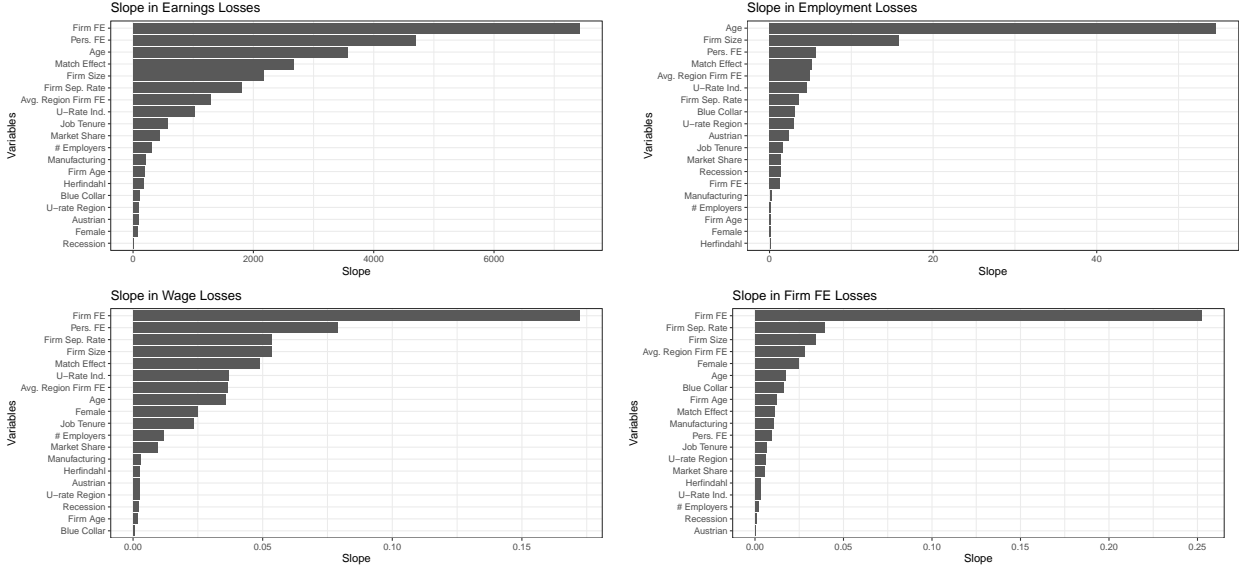 Slope in Earnings Losses
Variables
Firm FE
Pers. FE
Age
Match Effect
Firm Size
Firm Sep. Rate
Avg. Region Firm FE
U−Rate Ind.
Job Tenure
Market Share
# Employers
Manufacturing
Firm Age
Herfindahl
Blue Collar
U−rate Region
Austrian
Female
Recession
0 2000 4000 6000
Slope
Slope in Employment Losses
Variables
Age
Firm Size
Pers. FE
Match Effect
Avg. Region Firm FE
U−Rate Ind.
Firm Sep. Rate
Blue Collar
U−rate Region
Austrian
Job Tenure
Market Share
Recession
Firm FE
Manufacturing
# Employers
Firm Age
Female
Herfindahl
0 20 40
Slope
Slope in Wage Losses
Variables
Firm FE
Pers. FE
Firm Sep. Rate
Firm Size
Match Effect
U−Rate Ind.
Avg. Region Firm FE
Age
Female
Job Tenure
# Employers
Market Share
Manufacturing
Herfindahl
Austrian
U−rate Region
Recession
Firm Age
Blue Collar
0.00 0.05 0.10 0.15
Slope
Slope in Firm FE Losses
Variables
Firm FE
Firm Sep. Rate
Firm Size
Avg. Region Firm FE
Female
Age
Blue Collar
Firm Age
Match Effect
Manufacturing
Pers. FE
Job Tenure
U−rate Region
Market Share
Herfindahl
U−Rate Ind.
# Employers
Recession
Austrian
0.00 0.05 0.10 0.15 0.20 0.25
Slope